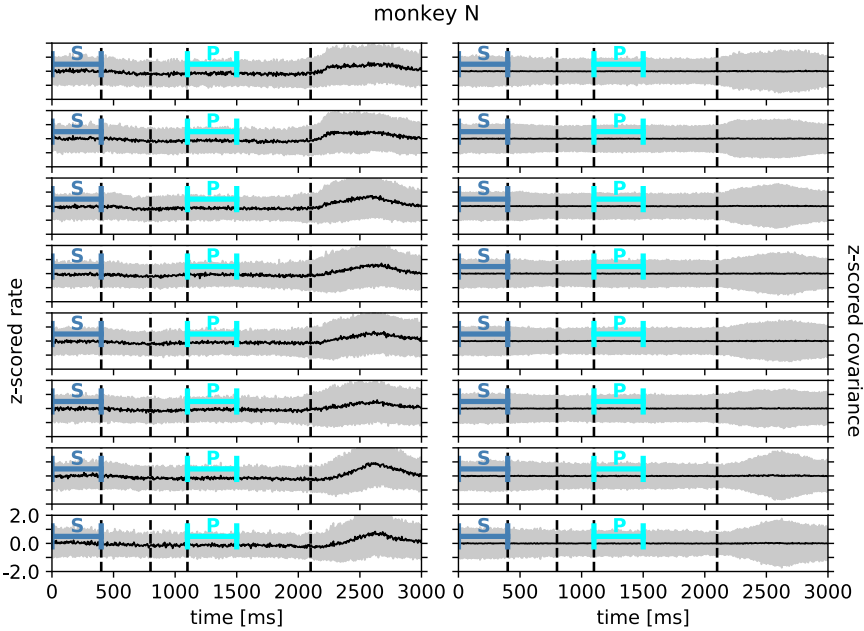 monkey N
S P S P
S P S P
S P S P
S P S P
S P S P
S P S P
S P S P
S P S P
2.0
0.0
-2.0
0 500 1000 1500 2000 2500 3000 0 500 1000 1500 2000 2500 3000
time [ms] time [ms]
z-scored rate
z-scored covariance